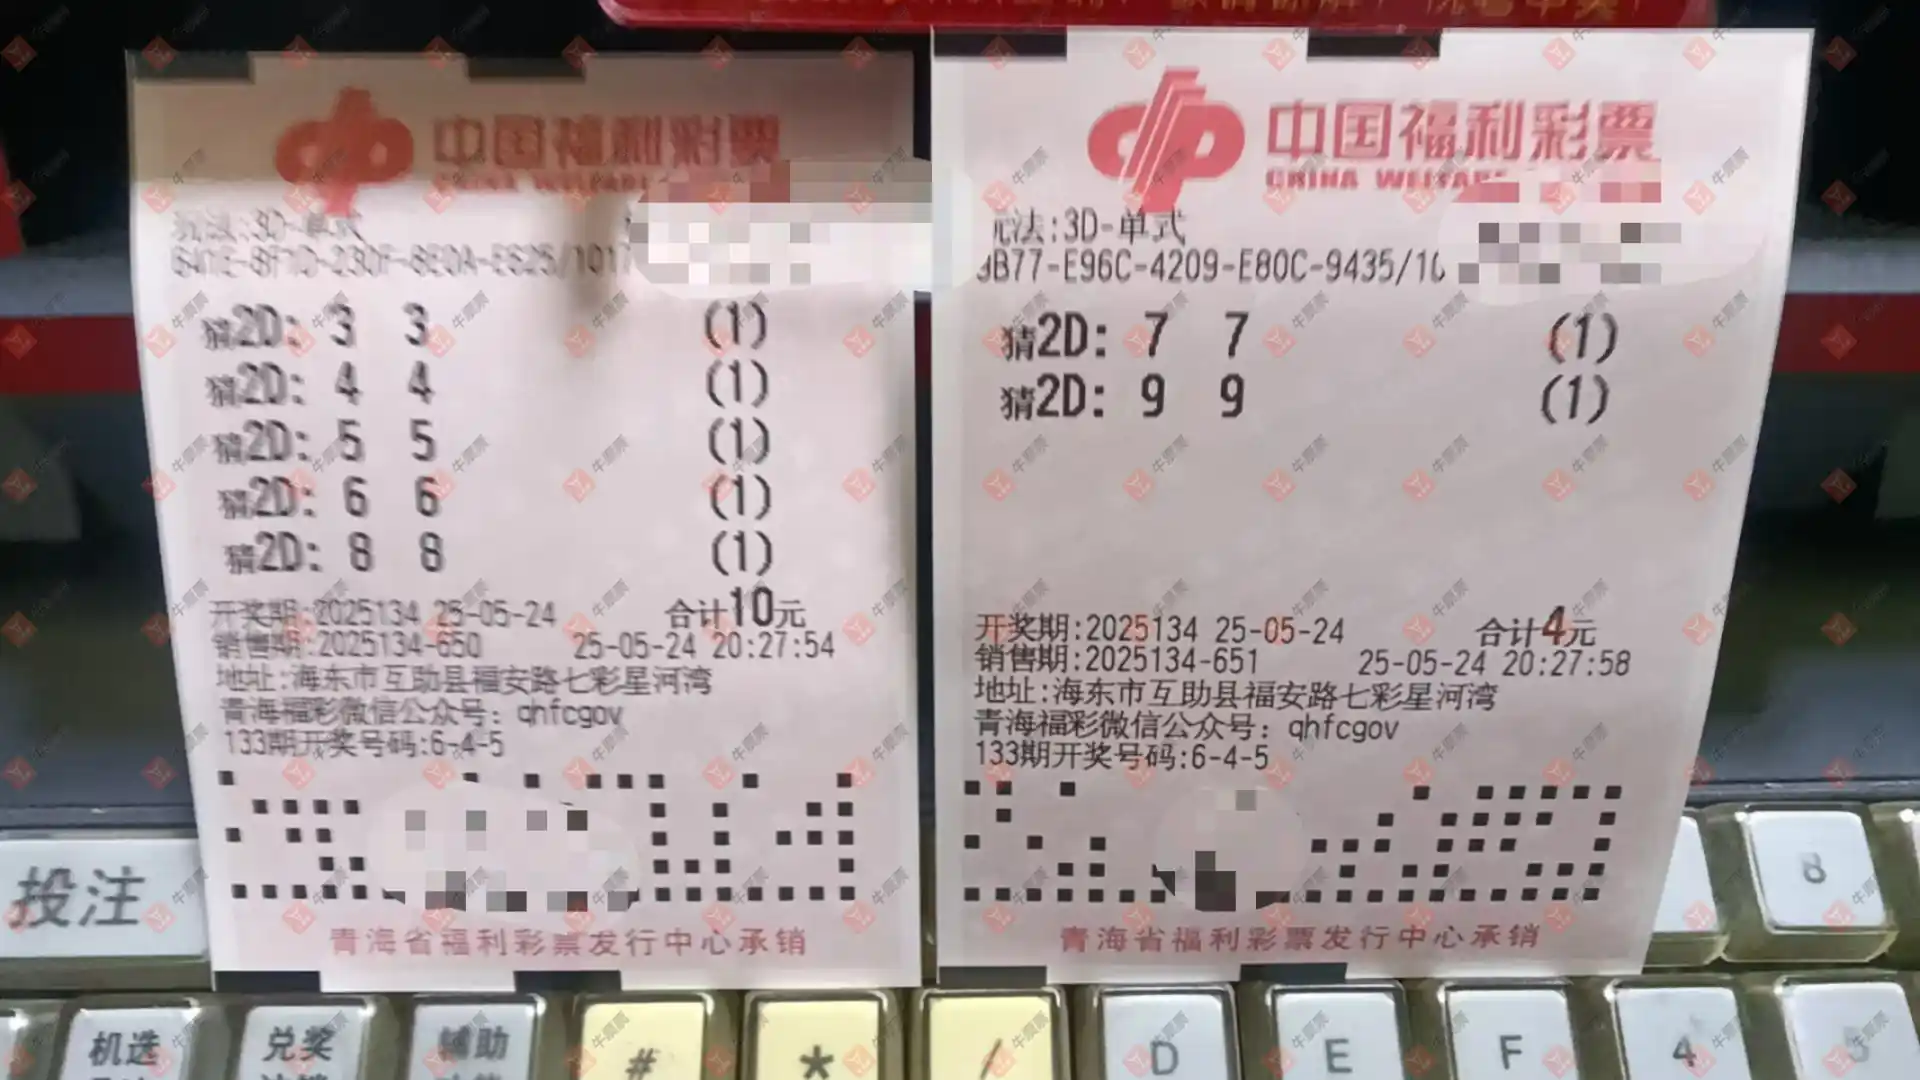 中国福利彩票
玩法:3D-单式
猜2D: 3 3 (1)
猜2D: 4 4 (1)
猜2D: 5 5 (1)
猜2D: 6 6 (1)
猜2D: 8 8 (1)
合计10元
开奖期:2025134 25-05-24
销售期:2025134-650 25-05-24 20:27:54
地址:海东市互助县福安路七彩星河湾
青海福彩微信公众号: qhfcgov
133期开奖号码:6-4-5
青海省福利彩票发行中心承销
中国福利彩票
CHINA
法:3D-单式
9B77-E96C-4209-E80C-9435/10
猜2D: 7 7 (1)
猜2D: 9 9 (1)
开奖期:2025134 25-05-24 合计4元
销售期:2025134-651 25-05-24 20:27:58
地址:海东市互助县福安路七彩星河湾
青海福彩微信公众号: qhfcgov
133期开奖号码:6-4-5
青海省福利彩票发行中心承销
投注
8
机选
兑奖
辅助
#
*
/
D
E
F
4
5
牛票票